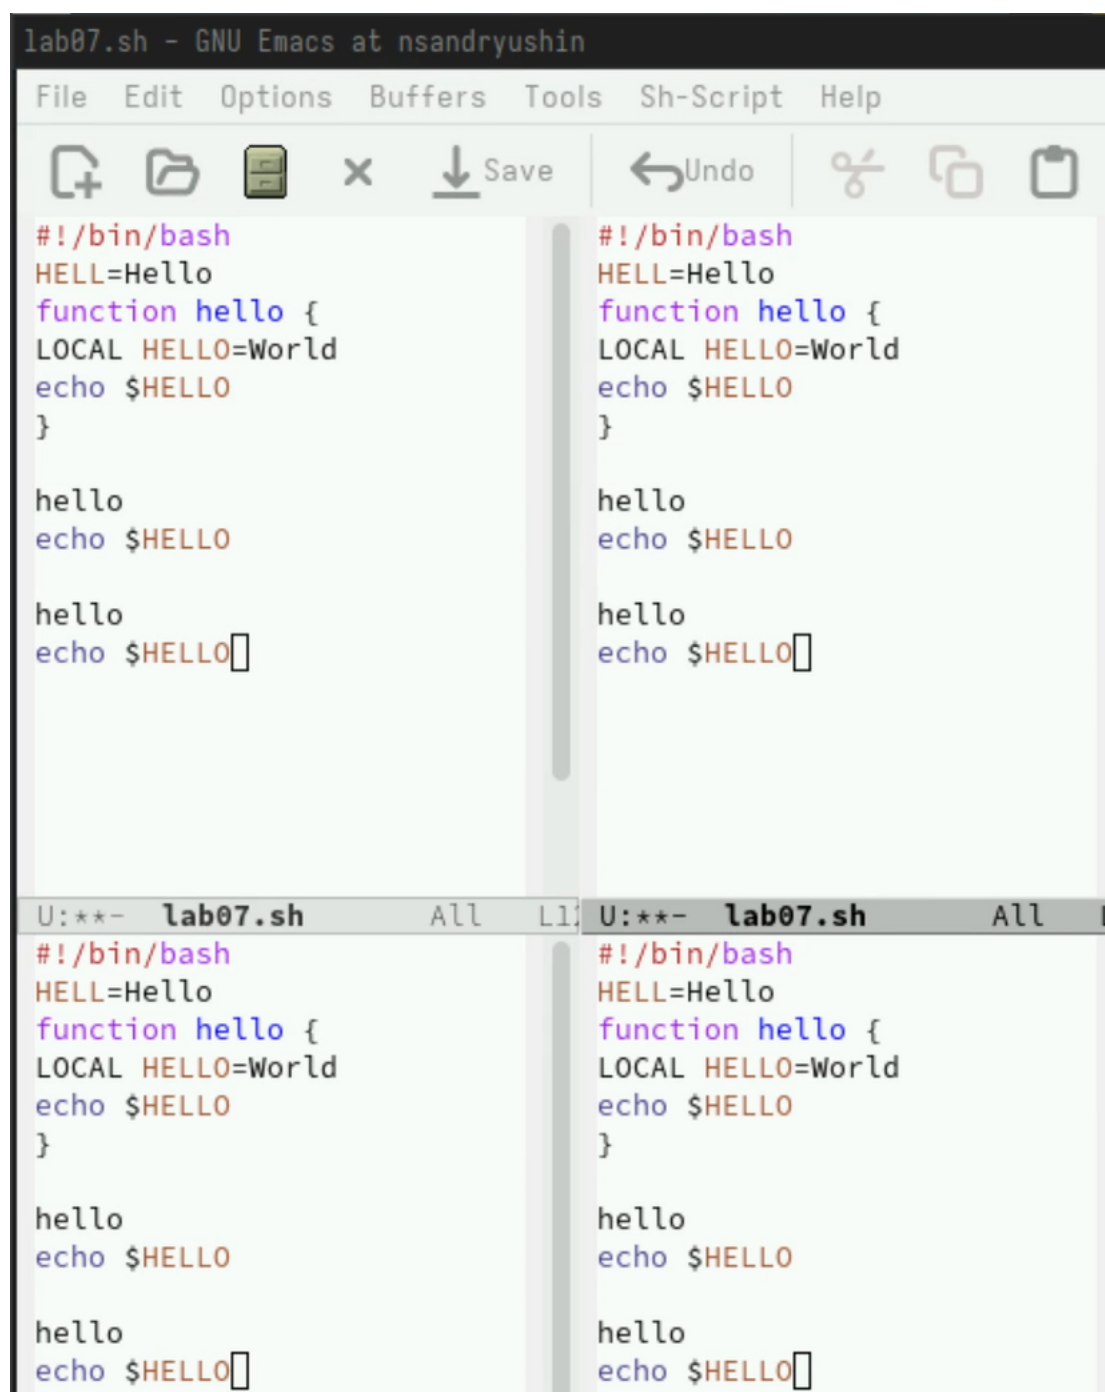 lab07.sh - GNU Emacs at nsandryushin
File Edit Options Buffers Tools Sh-Script Help
Save Undo
#!/bin/bash
HELL=Hello
function hello {
LOCAL HELLO=World
echo $HELLO
}
hello
echo $HELLO
hello
echo $HELLO
U:**- lab07.sh All L12
#!/bin/bash
HELL=Hello
function hello {
LOCAL HELLO=World
echo $HELLO
}
hello
echo $HELLO
hello
echo $HELLO
U:**- lab07.sh All
#!/bin/bash
HELL=Hello
function hello {
LOCAL HELLO=World
echo $HELLO
}
hello
echo $HELLO
hello
echo $HELLO
#!/bin/bash
HELL=Hello
function hello {
LOCAL HELLO=World
echo $HELLO
}
hello
echo $HELLO
hello
echo $HELLO